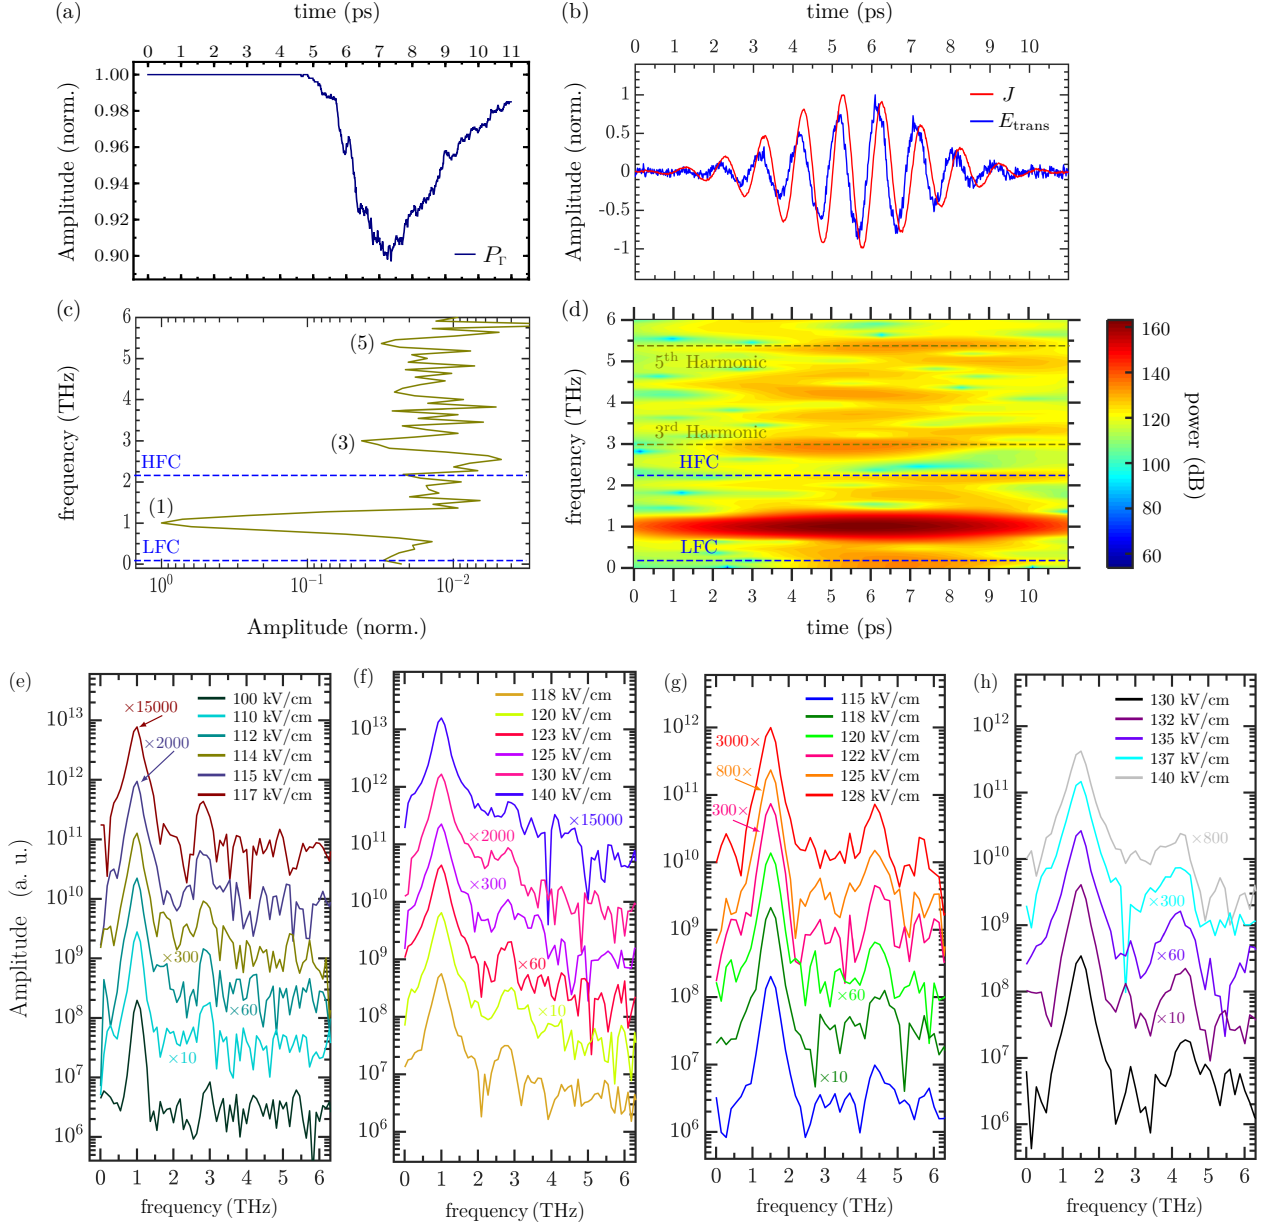 (a) time (ps) (b) time (ps)
0 1 2 3 4 5 6 7 8 9 10 11
0 1 2 3 4 5 6 7 8 9 10
Amplitude (norm.)
1.00
0.98
0.96
0.94
0.92
0.90
P_Γ
Amplitude (norm.)
1
0.5
0
-0.5
-1
J
E_trans
(c)
frequency (THz)
6
5
4
3
2
1
0
(5)
(3)
HFC
(1)
LFC
10^0 10^-1 10^-2
Amplitude (norm.)
(d)
frequency (THz)
6
5
4
3
2
1
0
5th Harmonic
3rd Harmonic
HFC
LFC
0 1 2 3 4 5 6 7 8 9 10
time (ps)
160
140
120
100
80
60
power (dB)
(e)
Amplitude (a. u.)
10^13
10^12
10^11
10^10
10^9
10^8
10^7
10^6
100 kV/cm
110 kV/cm
112 kV/cm
114 kV/cm
115 kV/cm
117 kV/cm
×15000
×2000
×300
×60
×10
0 1 2 3 4 5 6
frequency (THz)
(f)
10^13
10^12
10^11
10^10
10^9
10^8
10^7
10^6
118 kV/cm
120 kV/cm
123 kV/cm
125 kV/cm
130 kV/cm
140 kV/cm
×15000
×2000
×300
×60
×10
0 1 2 3 4 5 6
frequency (THz)
(g)
10^12
10^11
10^10
10^9
10^8
10^7
10^6
115 kV/cm
118 kV/cm
120 kV/cm
122 kV/cm
125 kV/cm
128 kV/cm
3000×
800×
300×
×60
×10
0 1 2 3 4 5 6
frequency (THz)
(h)
10^12
10^11
10^10
10^9
10^8
10^7
10^6
130 kV/cm
132 kV/cm
135 kV/cm
137 kV/cm
140 kV/cm
×800
×300
×60
×10
0 1 2 3 4 5 6
frequency (THz)